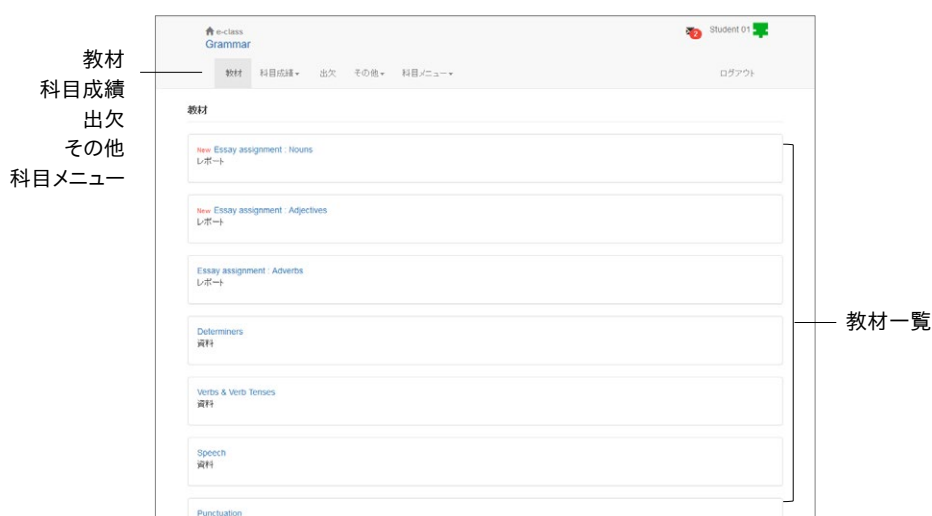 教材
科目成績
出欠
その他
科目メニュー
e-class
Grammar
2
Student 01
教材 科目成績 出欠 その他 科目メニュー
ログアウト
教材
New Essay assignment : Nouns
レポート
New Essay assignment : Adjectives
レポート
Essay assignment : Adverbs
レポート
Determiners
資料
Verbs & Verb Tenses
資料
Speech
資料
Punctuation
教材一覧